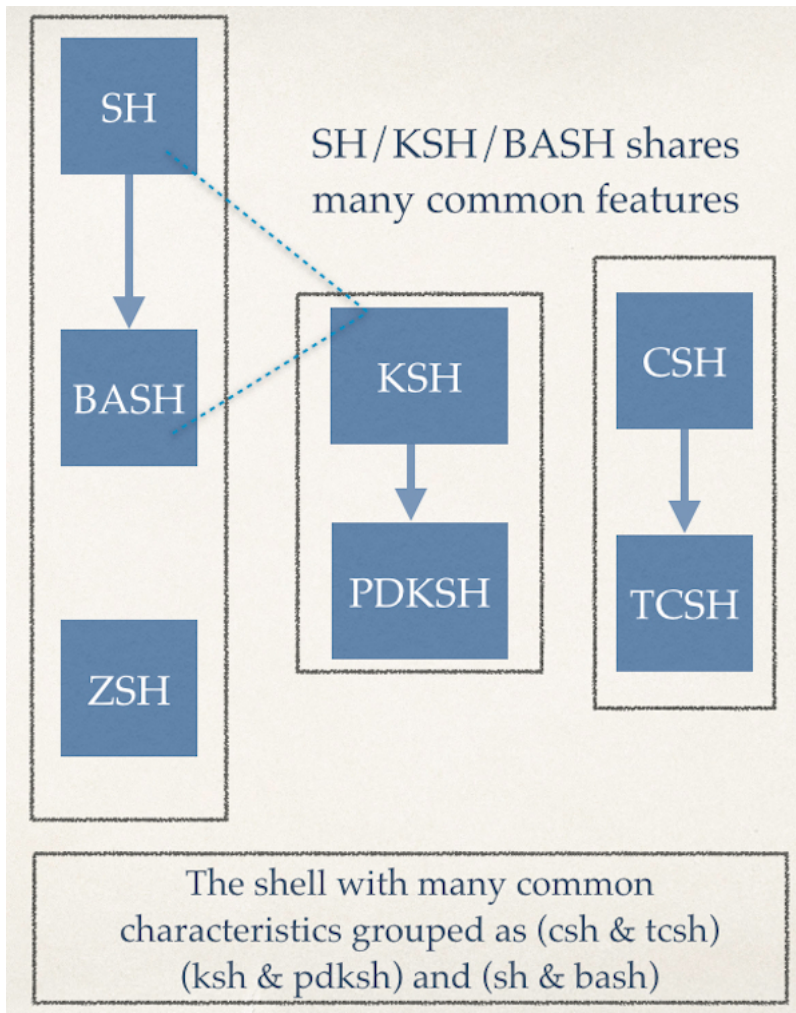 SH
SH/KSH/BASH shares
many common features
BASH
KSH
CSH
PDKSH
TCSH
ZSH
The shell with many common
characteristics grouped as (csh & tcsh)
(ksh & pdksh) and (sh & bash)